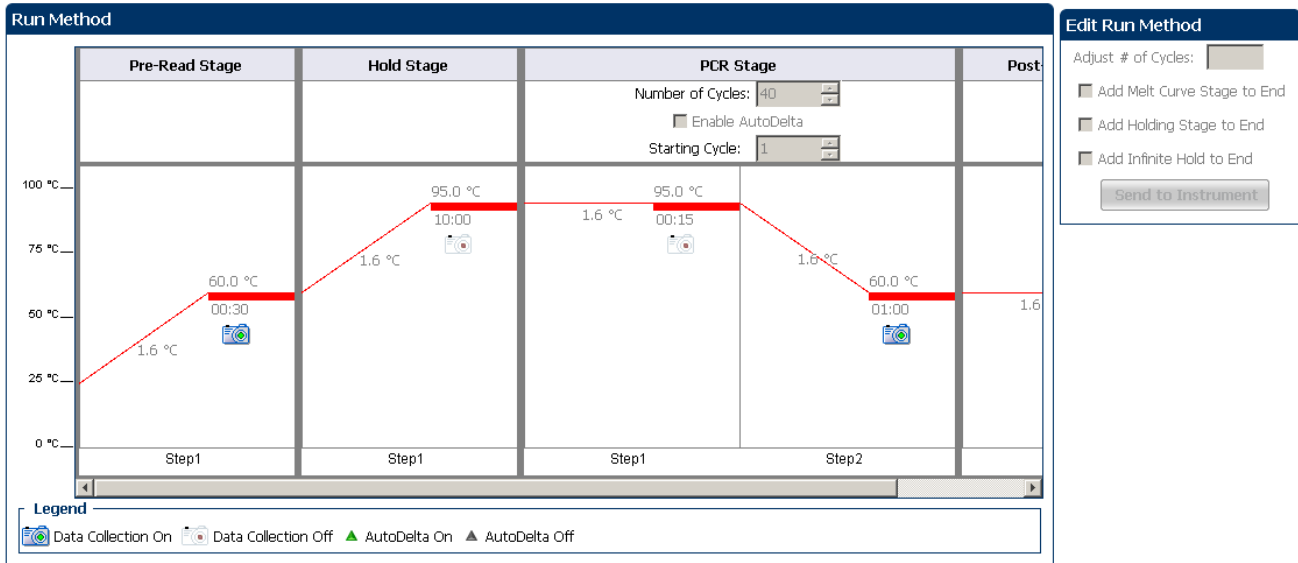 Run Method
Pre-Read Stage Hold Stage PCR Stage Post-
Number of Cycles: 40
Enable AutoDelta
Starting Cycle: 1
100 °C
75 °C
50 °C
25 °C
0 °C
1.6 °C
60.0 °C
00:30
1.6 °C
95.0 °C
10:00
1.6 °C
95.0 °C
00:15
1.6 °C
60.0 °C
01:00
1.6
Step1 Step1 Step1 Step2
Legend
Data Collection On Data Collection Off AutoDelta On AutoDelta Off
Edit Run Method
Adjust # of Cycles:
Add Melt Curve Stage to End
Add Holding Stage to End
Add Infinite Hold to End
Send to Instrument